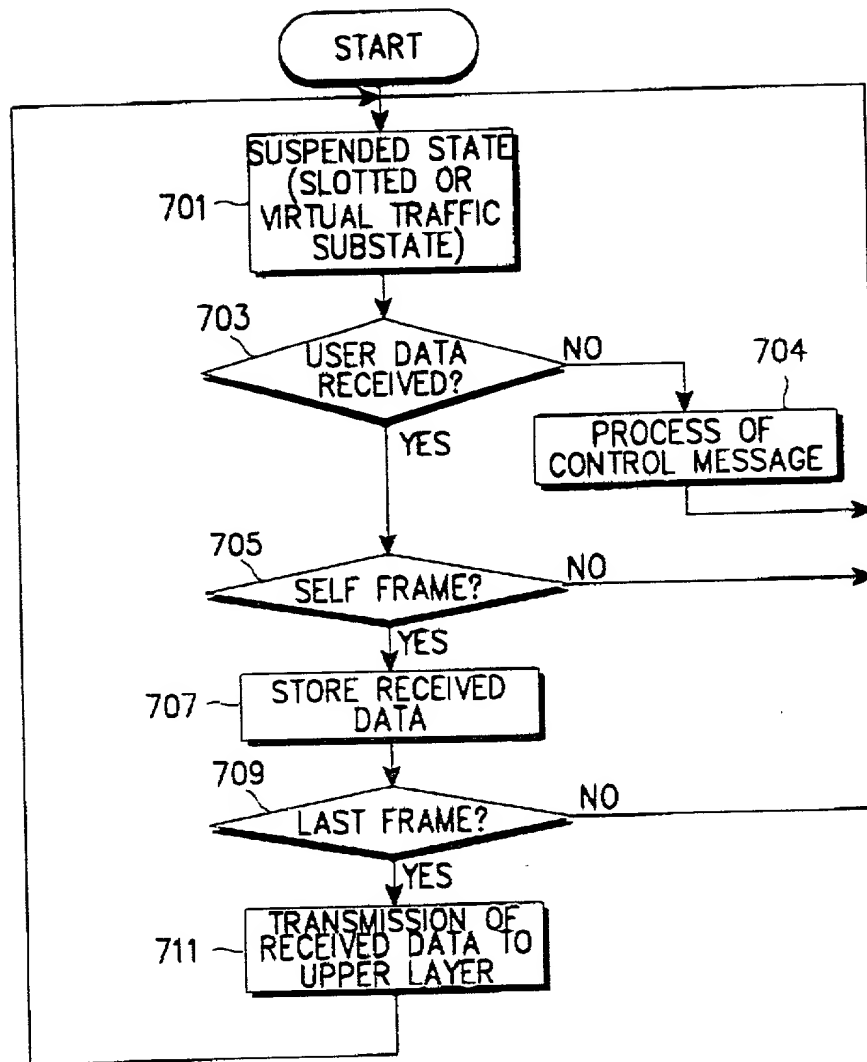 START
SUSPENDED STATE
(SLOTTED OR
VIRTUAL TRAFFIC
SUBSTATE)
701
703
USER DATA
RECEIVED?
NO
704
YES
PROCESS OF
CONTROL MESSAGE
705
SELF FRAME?
NO
YES
707
STORE RECEIVED
DATA
709
LAST FRAME?
NO
YES
711
TRANSMISSION OF
RECEIVED DATA TO
UPPER LAYER